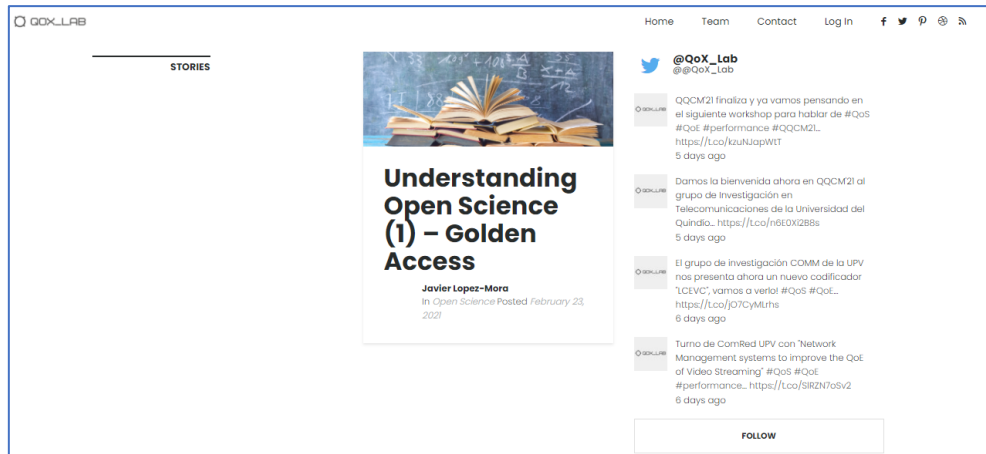 QOX_LAB
Home Team Contact Log In
STORIES
Understanding
Open Science
(1) – Golden
Access
Javier Lopez-Mora
In Open Science Posted February 23,
2021
@QoX_Lab
@@QoX_Lab
QOX_LAB
QQCM'21 finaliza y ya vamos pensando en
el siguiente workshop para hablar de #QoS
#QoE #performance #QQCM21...
https://t.co/kzuNJapWtT
5 days ago
QOX_LAB
Damos la bienvenida ahora en QQCM'21 al
grupo de Investigación en
Telecomunicaciones de la Universidad del
Quindío... https://t.co/n6E0Xi2B8s
5 days ago
QOX_LAB
El grupo de investigación COMM de la UPV
nos presenta ahora un nuevo codificador
"LCEVC", vamos a verlo! #QoS #QoE...
https://t.co/jO7CyMLrhs
6 days ago
QOX_LAB
Turno de ComRed UPV con "Network
Management systems to improve the QoE
of Video Streaming" #QoS #QoE
#performance... https://t.co/SIRZN7oSv2
6 days ago
FOLLOW